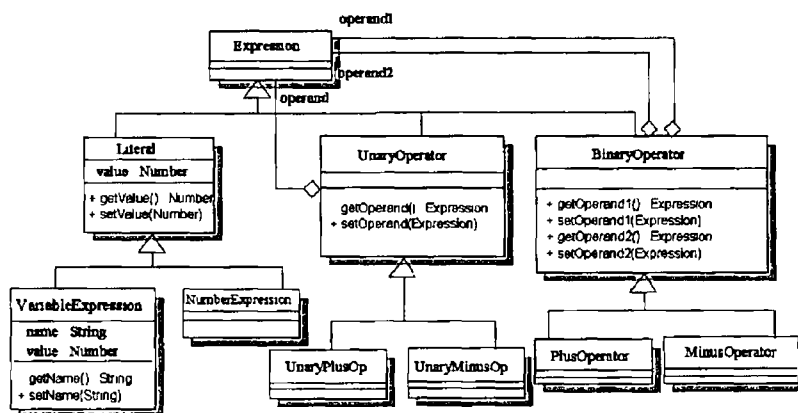 operand1
Expression
operand2
operand
Literal
value Number
+ getValue() Number
+ setValue(Number)
UnaryOperator
getOperand() Expression
+ setOperand(Expression)
BinaryOperator
+ getOperand1() Expression
+ setOperand1(Expression)
+ getOperand2() Expression
+ setOperand2(Expression)
VariableExpression
name String
value Number
getName() String
+ setName(String)
NumberExpression
UnaryPlusOp
UnaryMinusOp
PlusOperator
MinusOperator